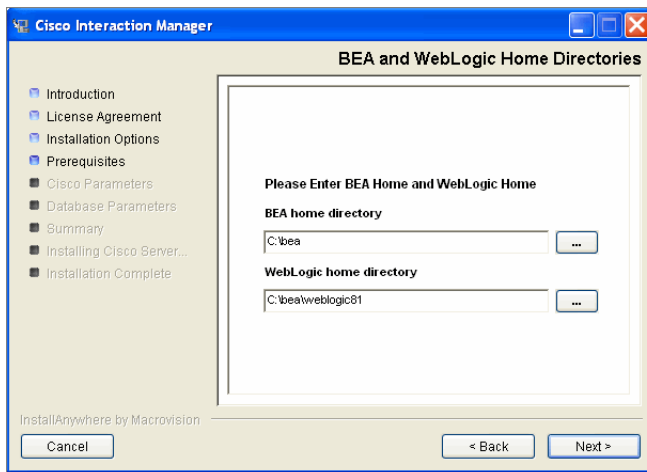 Cisco Interaction Manager
BEA and WebLogic Home Directories
Introduction
License Agreement
Installation Options
Prerequisites
Cisco Parameters
Database Parameters
Summary
Installing Cisco Server...
Installation Complete
Please Enter BEA Home and WebLogic Home
BEA home directory
C:\bea
...
WebLogic home directory
C:\bea\weblogic81
...
InstallAnywhere by Macrovision
Cancel
< Back
Next >